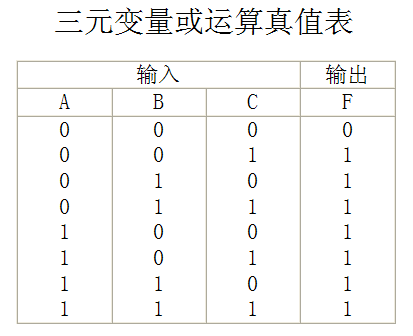 三元变量或运算真值表
输入 输出
A B C F
0 0 0 0
0 0 1 1
0 1 0 1
0 1 1 1
1 0 0 1
1 0 1 1
1 1 0 1
1 1 1 1